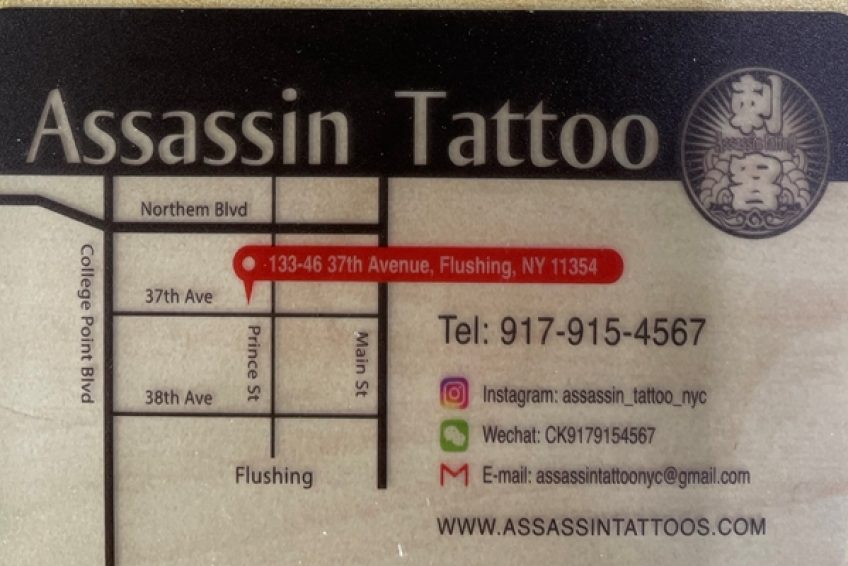 Assassin Tattoo
刺
Assassin Tattoo
客
Northem Blvd
133-46 37th Avenue, Flushing, NY 11354
College Point Blvd
37th Ave
Prince St
Main St
38th Ave
Flushing
Tel: 917-915-4567
Instagram: assassin_tattoo_nyc
Wechat: CK9179154567
E-mail: assassintattoonyc@gmail.com
WWW.ASSASSINTATTOOS.COM